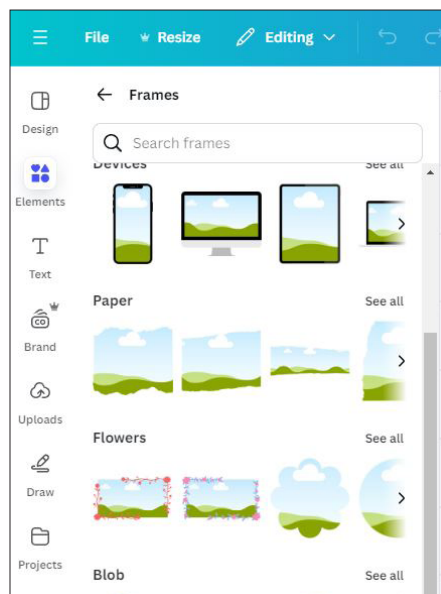 File Resize Editing
Frames
Search frames
Devices See all
Paper See all
Flowers See all
Blob See all
Design
Elements
Text
CO
Brand
Uploads
Draw
Projects